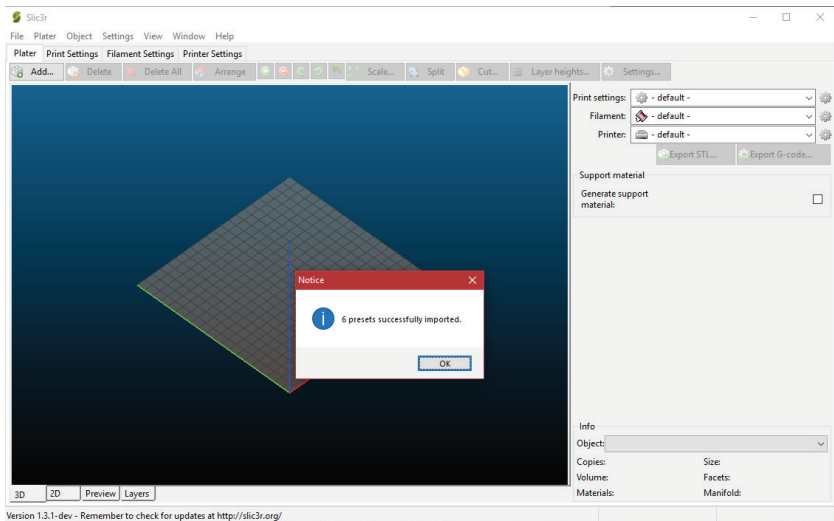 Slic3r
File Plater Object Settings View Window Help
Plater Print Settings Filament Settings Printer Settings
Add... Delete Delete All Arrange Scale... Split Cut... Layer heights... Settings...
Print settings: - default -
Filament: - default -
Printer: - default -
Export STL... Export G-code...
Support material
Generate support
material:
Notice
6 presets successfully imported.
OK
Info
Object:
Copies: Size:
Volume: Facets:
Materials: Manifold:
3D 2D Preview Layers
Version 1.3.1-dev - Remember to check for updates at http://slic3r.org/